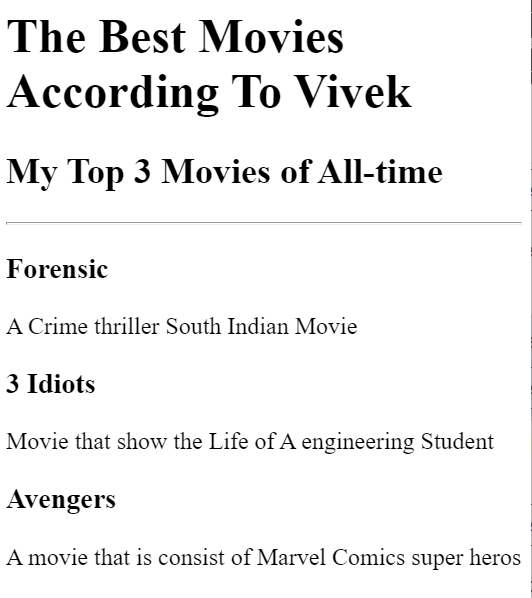 The Best Movies
According To Vivek
My Top 3 Movies of All-time
Forensic
A Crime thriller South Indian Movie
3 Idiots
Movie that show the Life of A engineering Student
Avengers
A movie that is consist of Marvel Comics super heros